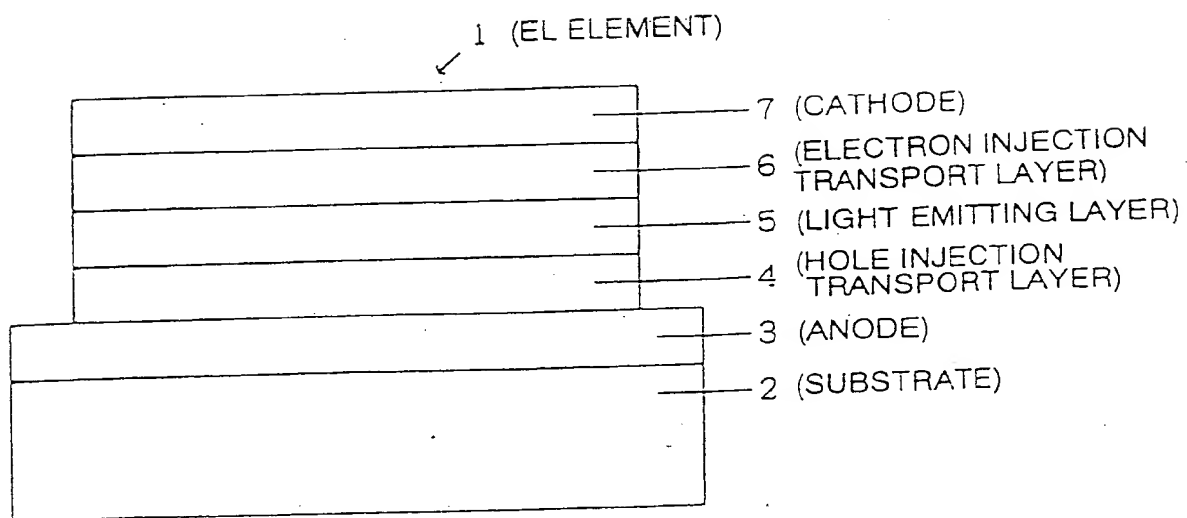 1 (EL ELEMENT)
7 (CATHODE)
6 (ELECTRON INJECTION
TRANSPORT LAYER)
5 (LIGHT EMITTING LAYER)
4 (HOLE INJECTION
TRANSPORT LAYER)
3 (ANODE)
2 (SUBSTRATE)